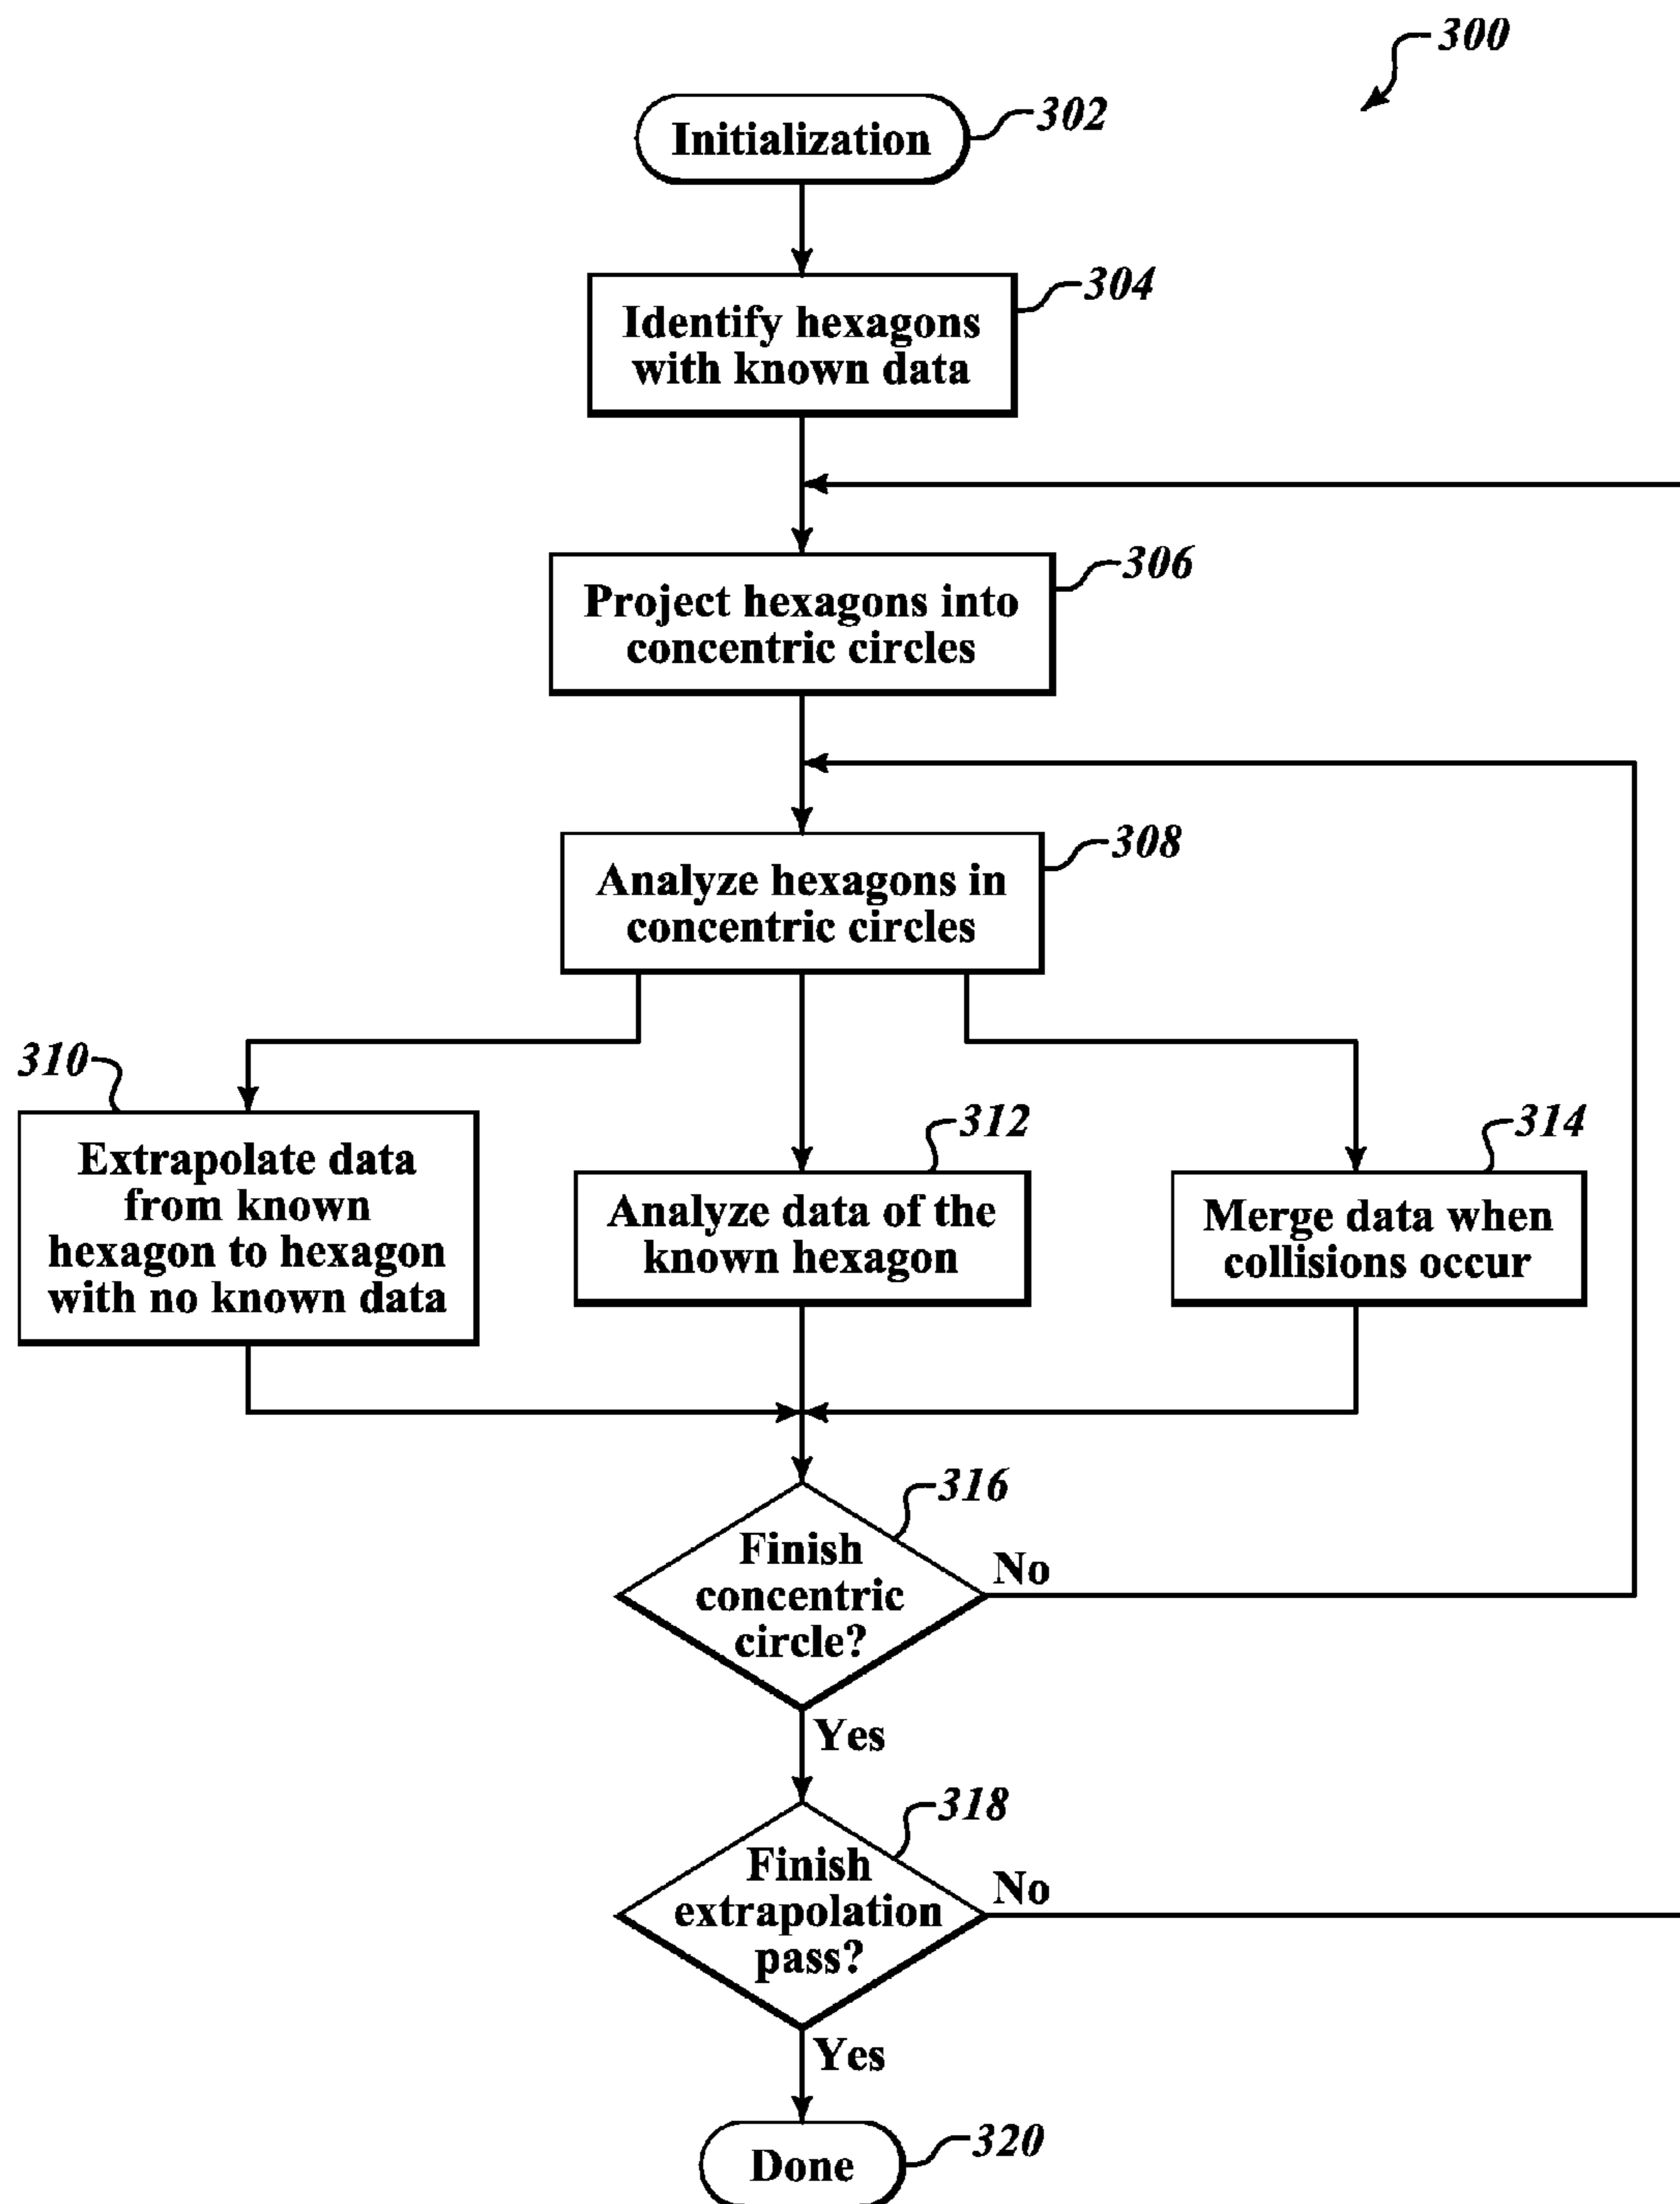 300
Initialization
302
Identify hexagons
with known data
304
Project hexagons into
concentric circles
306
Analyze hexagons in
concentric circles
308
310
Extrapolate data
from known
hexagon to hexagon
with no known data
312
Analyze data of the
known hexagon
314
Merge data when
collisions occur
316
Finish
concentric
circle?
No
Yes
318
Finish
extrapolation
pass?
No
Yes
Done
320